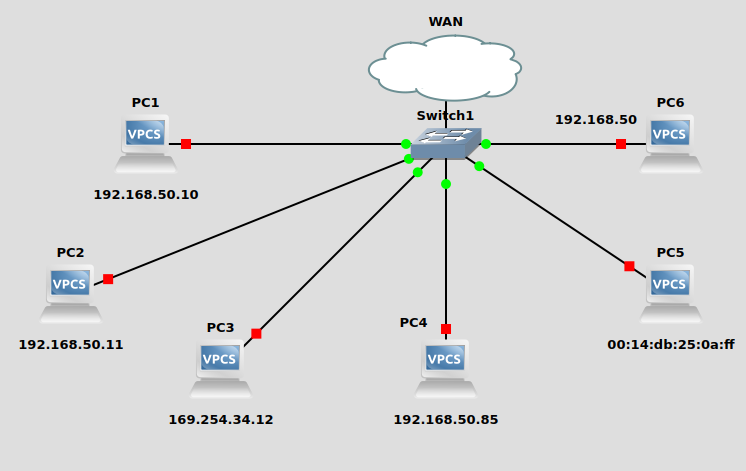 WAN
Switch1
PC1
VPCS
192.168.50.10
PC6
192.168.50
VPCS
PC2
VPCS
192.168.50.11
PC3
VPCS
169.254.34.12
PC4
VPCS
192.168.50.85
PC5
VPCS
00:14:db:25:0a:ff